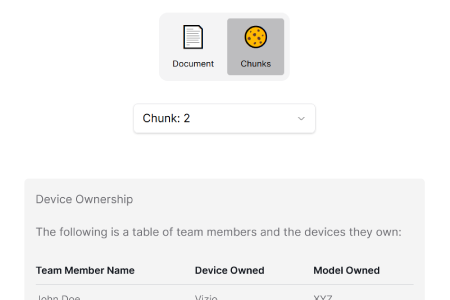 Document Chunks
Chunk: 2
Device Ownership
The following is a table of team members and the devices they own:
Team Member Name Device Owned Model Owned
John Doe Vizio XYZ